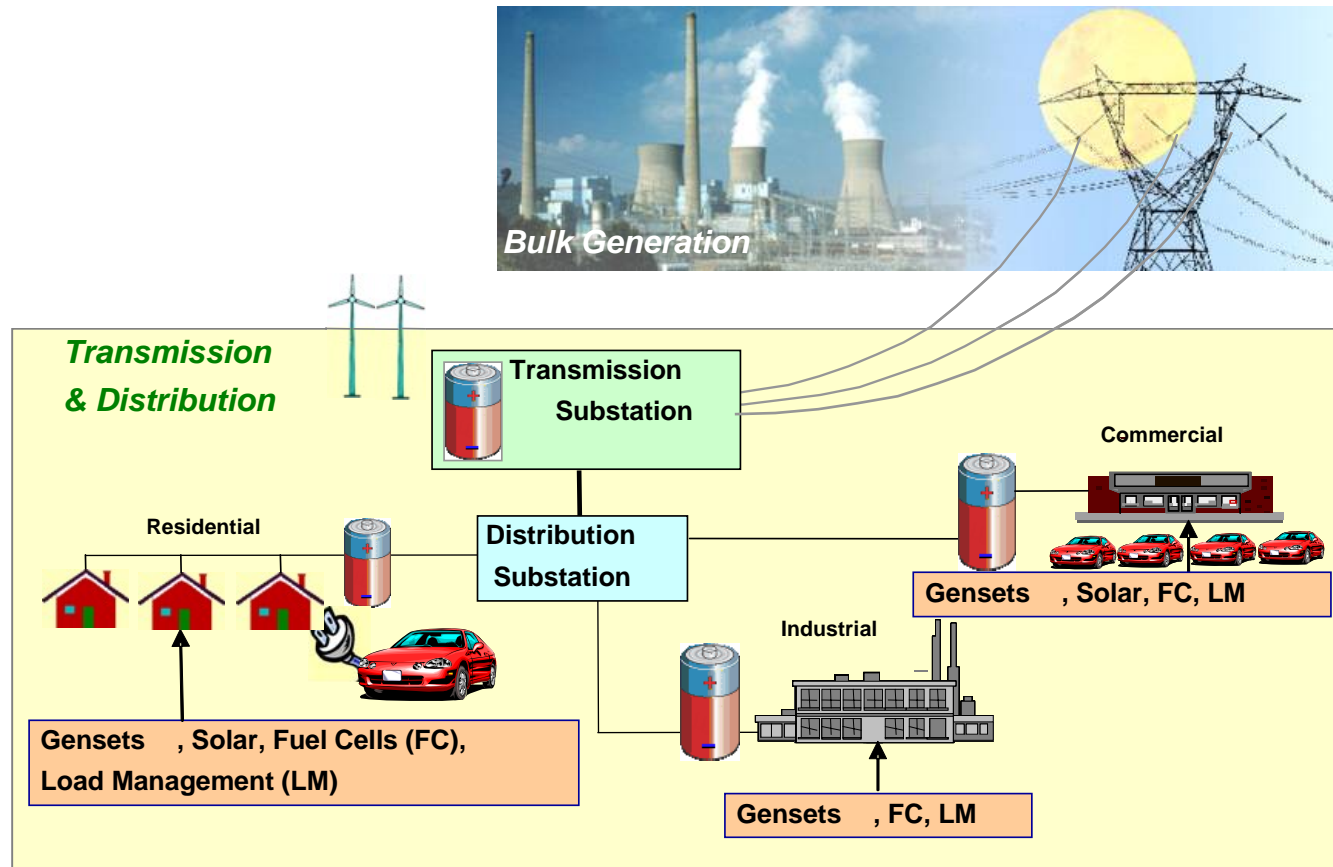 Bulk Generation
Transmission
& Distribution
Transmission
Substation
Commercial
Residential
Distribution
Substation
Gensets , Solar, FC, LM
Industrial
Gensets , Solar, Fuel Cells (FC),
Load Management (LM)
Gensets , FC, LM